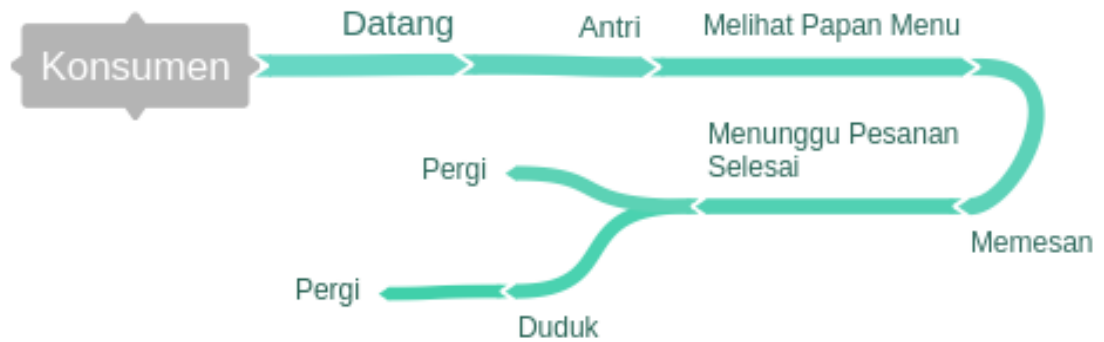 Konsumen
Datang
Antri
Melihat Papan Menu
Memesan
Menunggu Pesanan
Selesai
Pergi
Duduk
Pergi